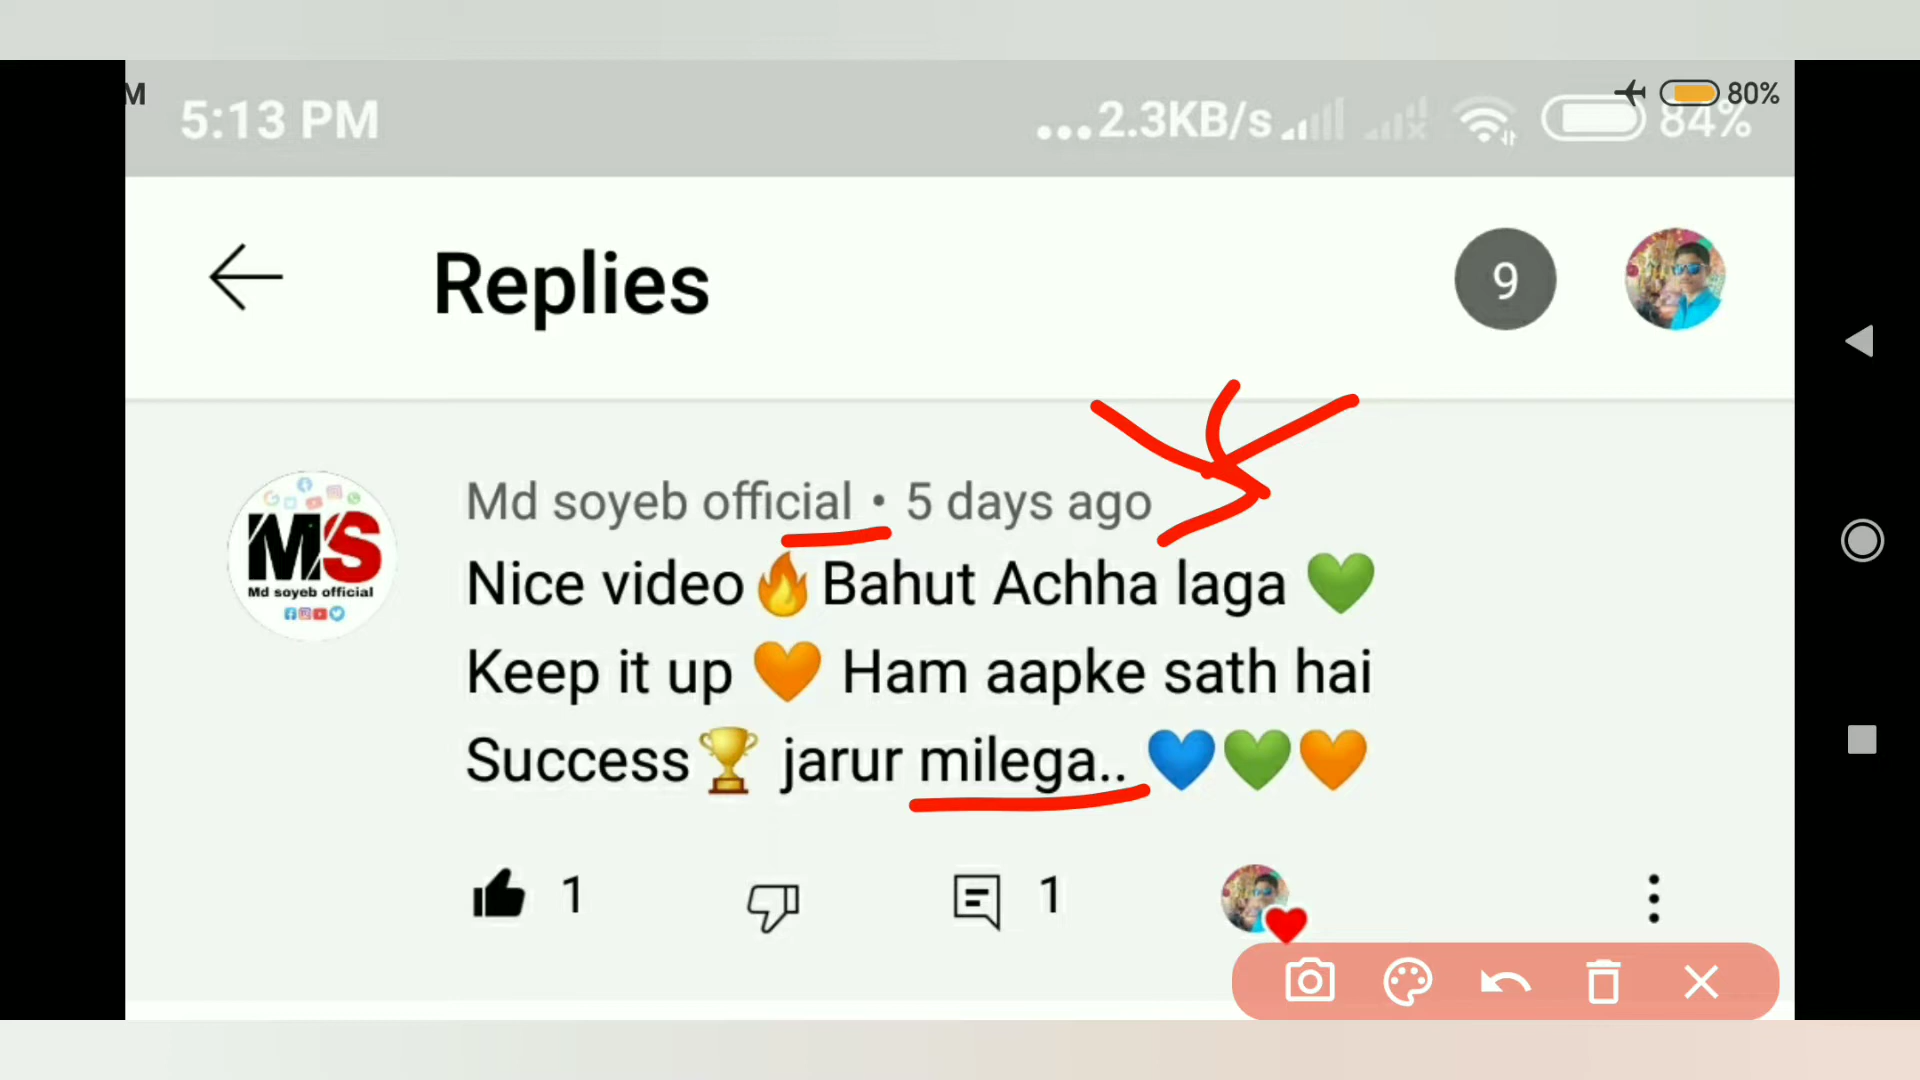 M
80%
5:13 PM
...2.3KB/s
84%
Replies
9
Md soyeb official • 5 days ago
MS
Md soyeb official
Nice video🔥Bahut Achha laga 💚
Keep it up 🧡 Ham aapke sath hai
Success🏆 jarur milega.. 💙💚🧡
1
1